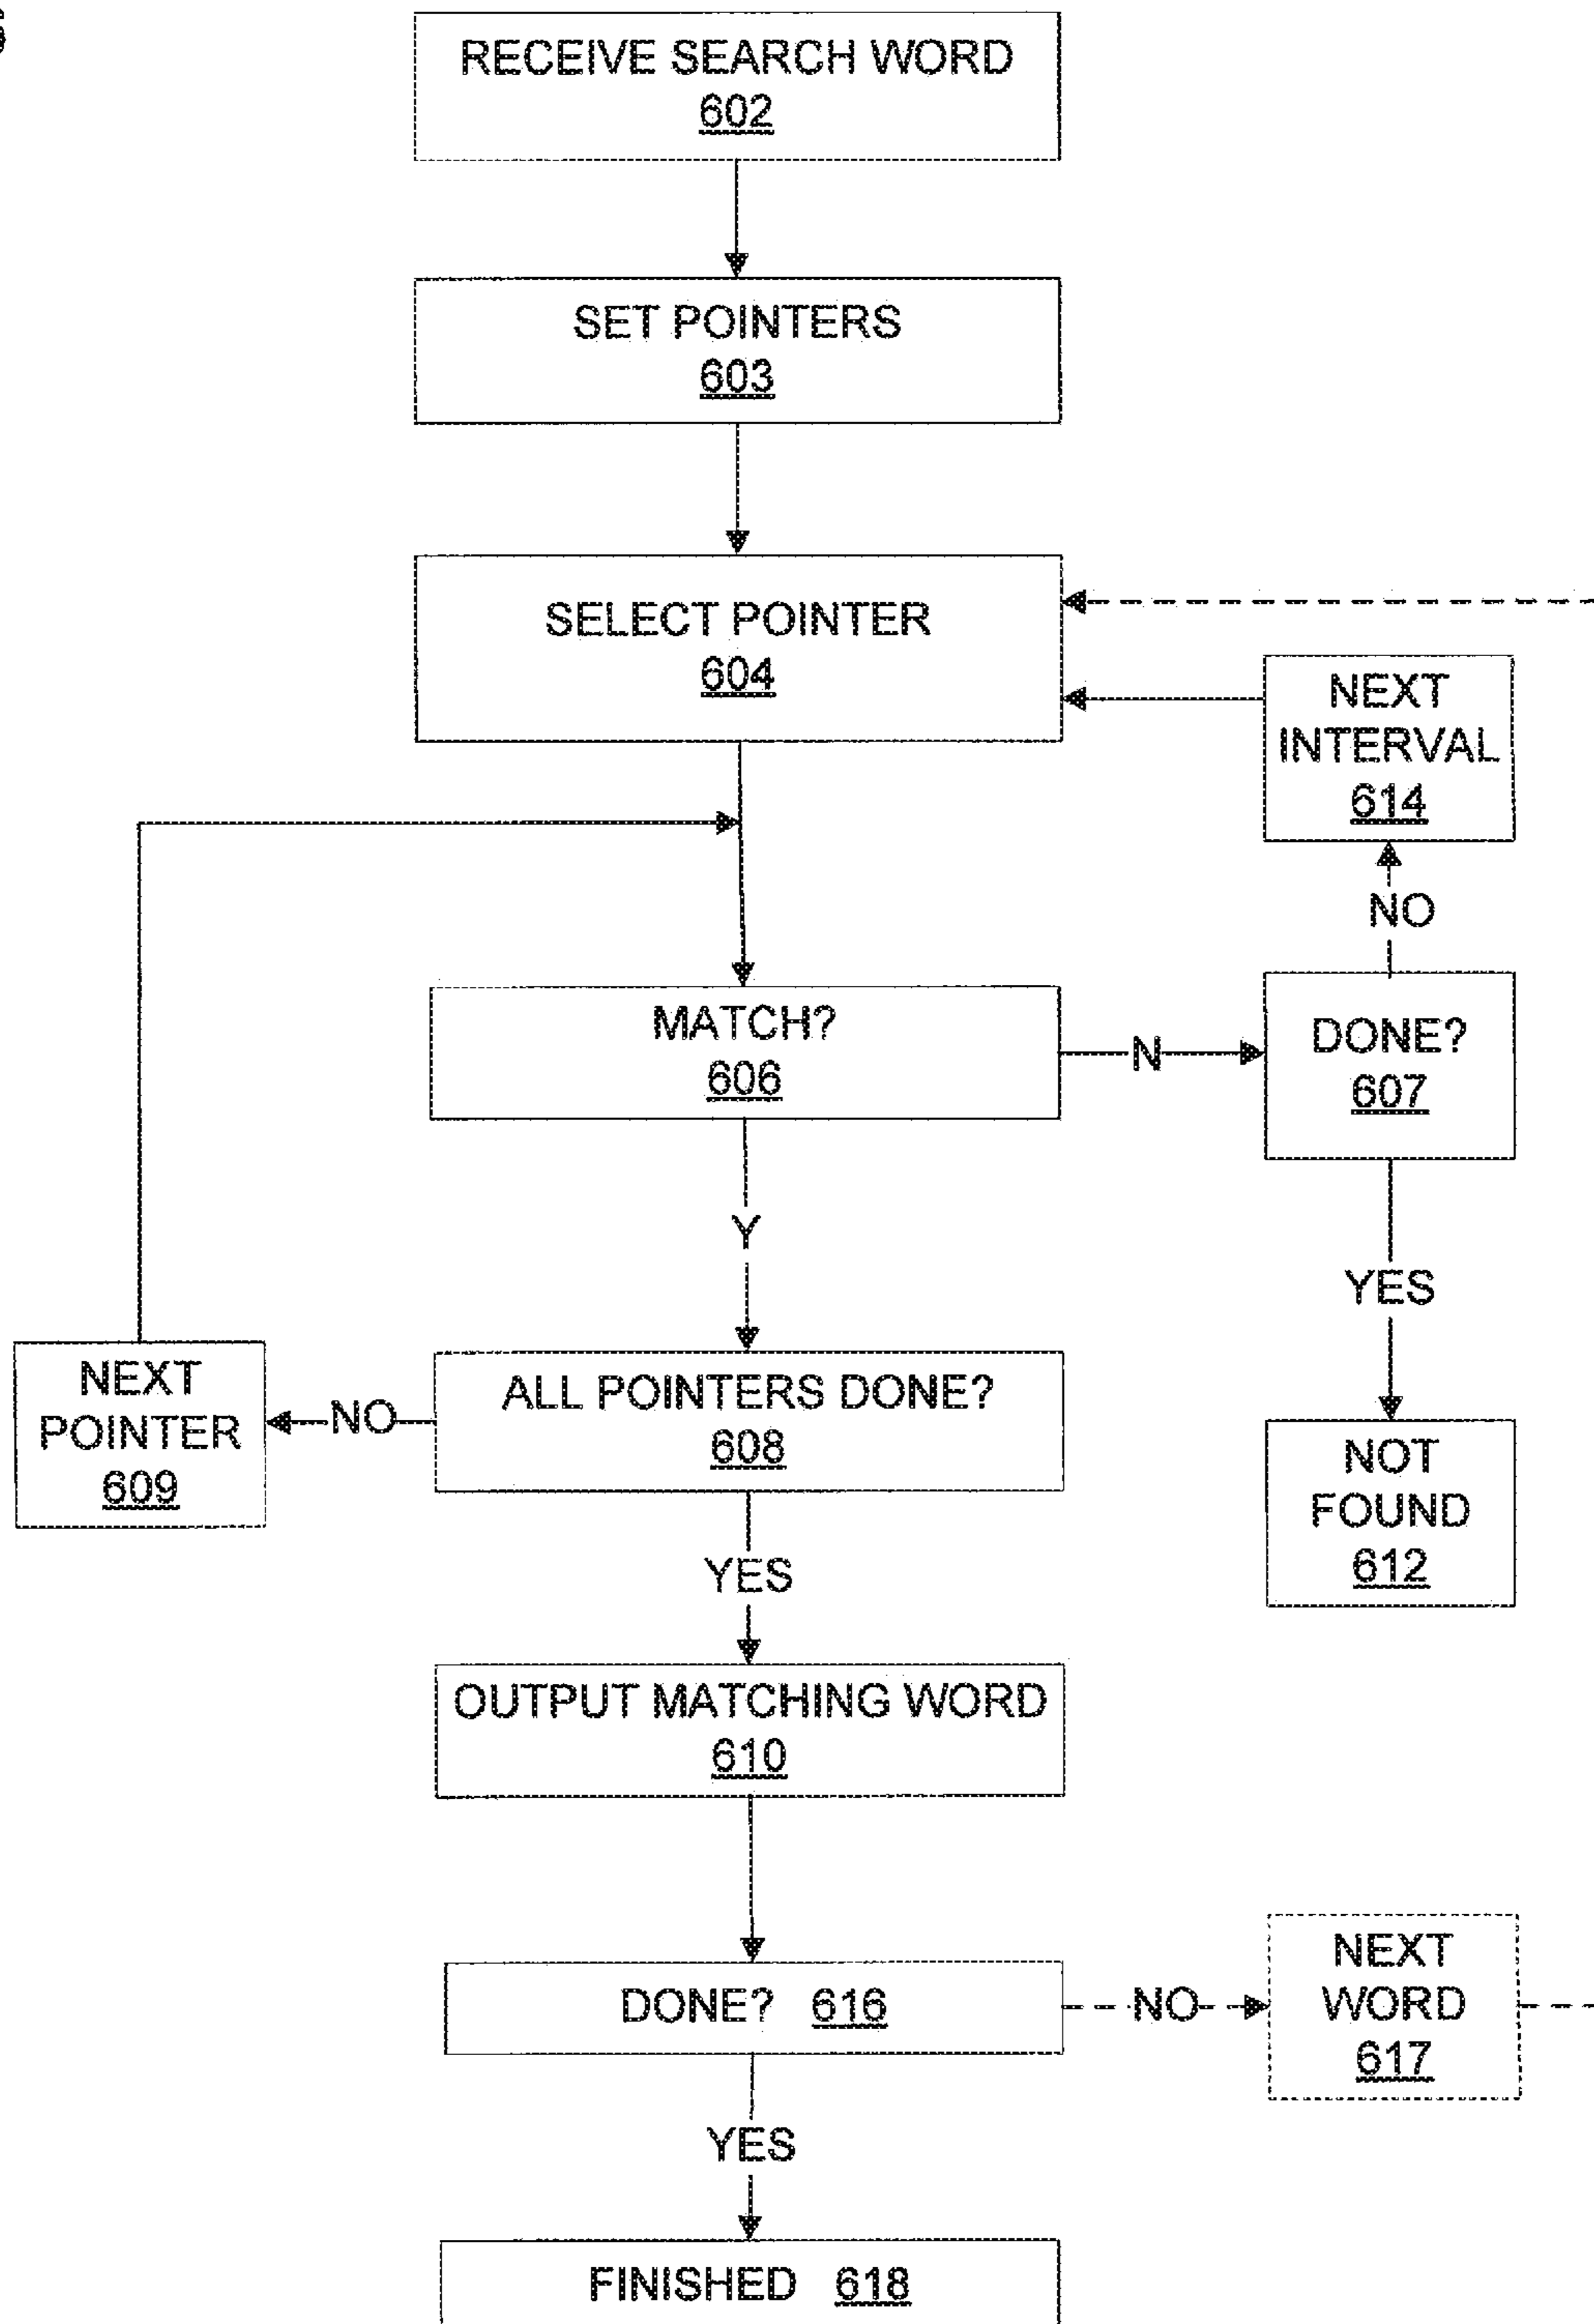 RECEIVE SEARCH WORD
602
SET POINTERS
603
SELECT POINTER
604
NEXT
INTERVAL
614
NO
MATCH?
606
N
DONE?
607
Y
YES
NEXT
POINTER
609
NO
ALL POINTERS DONE?
608
NOT
FOUND
612
YES
OUTPUT MATCHING WORD
610
DONE? 616
NO
NEXT
WORD
617
YES
FINISHED 618